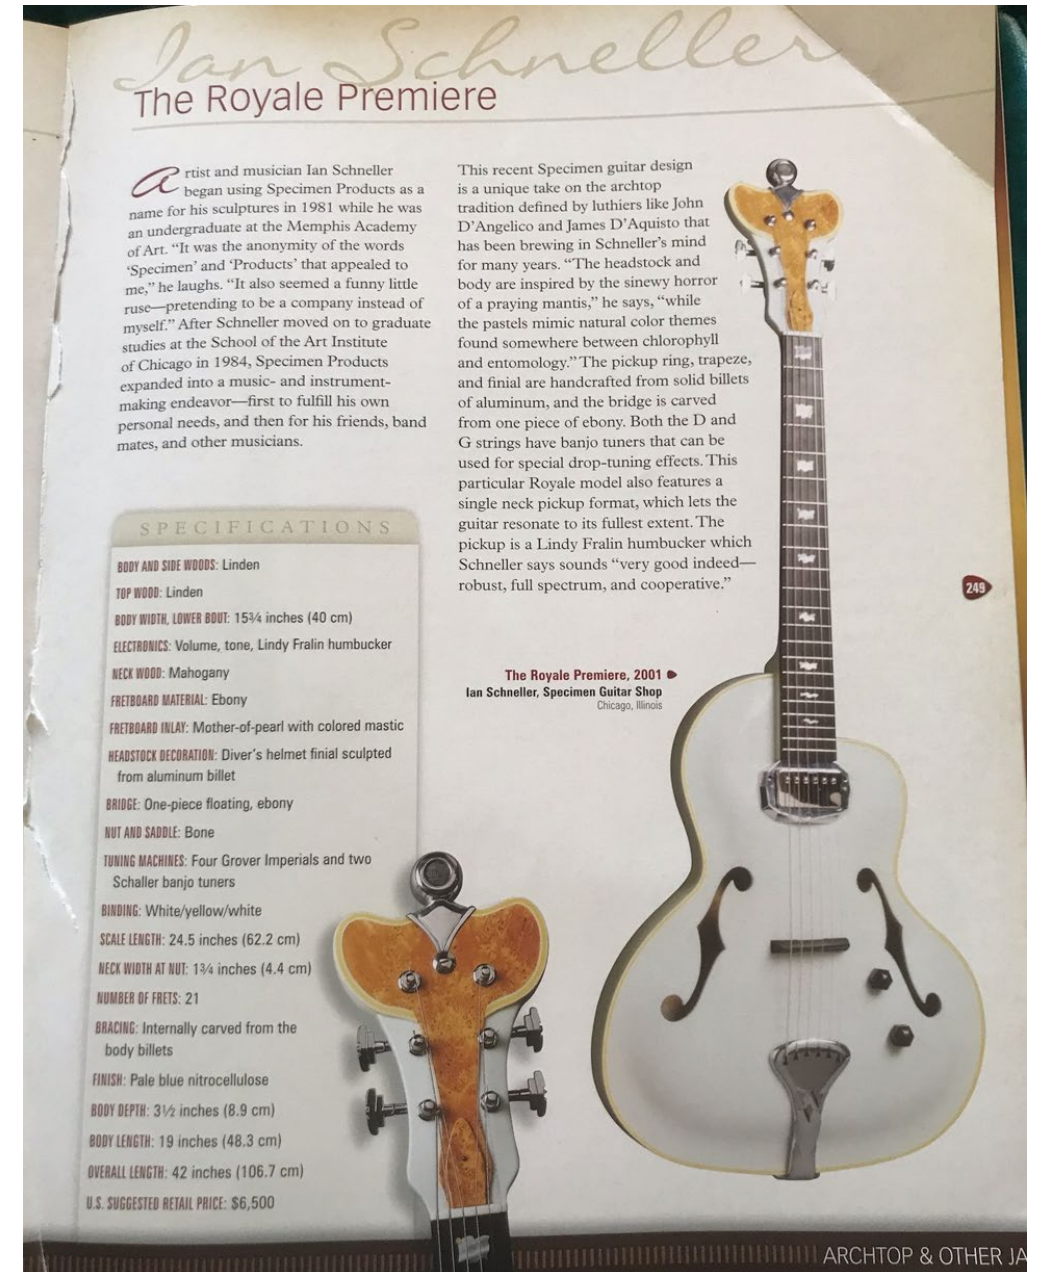 Ian Schneller
The Royale Premiere
Artist and musician Ian Schneller
began using Specimen Products as a
name for his sculptures in 1981 while he was
an undergraduate at the Memphis Academy
of Art. “It was the anonymity of the words
‘Specimen’ and ‘Products’ that appealed to
me,” he laughs. “It also seemed a funny little
ruse—pretending to be a company instead of
myself.” After Schneller moved on to graduate
studies at the School of the Art Institute
of Chicago in 1984, Specimen Products
expanded into a music- and instrument-
making endeavor—first to fulfill his own
personal needs, and then for his friends, band
mates, and other musicians.
This recent Specimen guitar design
is a unique take on the archtop
tradition defined by luthiers like John
D’Angelico and James D’Aquisto that
has been brewing in Schneller’s mind
for many years. “The headstock and
body are inspired by the sinewy horror
of a praying mantis,” he says, “while
the pastels mimic natural color themes
found somewhere between chlorophyll
and entomology.” The pickup ring, trapeze,
and finial are handcrafted from solid billets
of aluminum, and the bridge is carved
from one piece of ebony. Both the D and
G strings have banjo tuners that can be
used for special drop-tuning effects. This
particular Royale model also features a
single neck pickup format, which lets the
guitar resonate to its fullest extent. The
pickup is a Lindy Fralin humbucker which
Schneller says sounds “very good indeed—
robust, full spectrum, and cooperative.”
SPECIFICATIONS
BODY AND SIDE WOODS: Linden
TOP WOOD: Linden
BODY WIDTH, LOWER BOUT: 15¾ inches (40 cm)
ELECTRONICS: Volume, tone, Lindy Fralin humbucker
NECK WOOD: Mahogany
FRETBOARD MATERIAL: Ebony
FRETBOARD INLAY: Mother-of-pearl with colored mastic
HEADSTOCK DECORATION: Diver’s helmet finial sculpted
from aluminum billet
BRIDGE: One-piece floating, ebony
NUT AND SADDLE: Bone
TUNING MACHINES: Four Grover Imperials and two
Schaller banjo tuners
BINDING: White/yellow/white
SCALE LENGTH: 24.5 inches (62.2 cm)
NECK WIDTH AT NUT: 1¾ inches (4.4 cm)
NUMBER OF FRETS: 21
BRACING: Internally carved from the
body billets
FINISH: Pale blue nitrocellulose
BODY DEPTH: 3½ inches (8.9 cm)
BODY LENGTH: 19 inches (48.3 cm)
OVERALL LENGTH: 42 inches (106.7 cm)
U.S. SUGGESTED RETAIL PRICE: $6,500
The Royale Premiere, 2001
Ian Schneller, Specimen Guitar Shop
Chicago, Illinois
249
ARCHTOP & OTHER JA